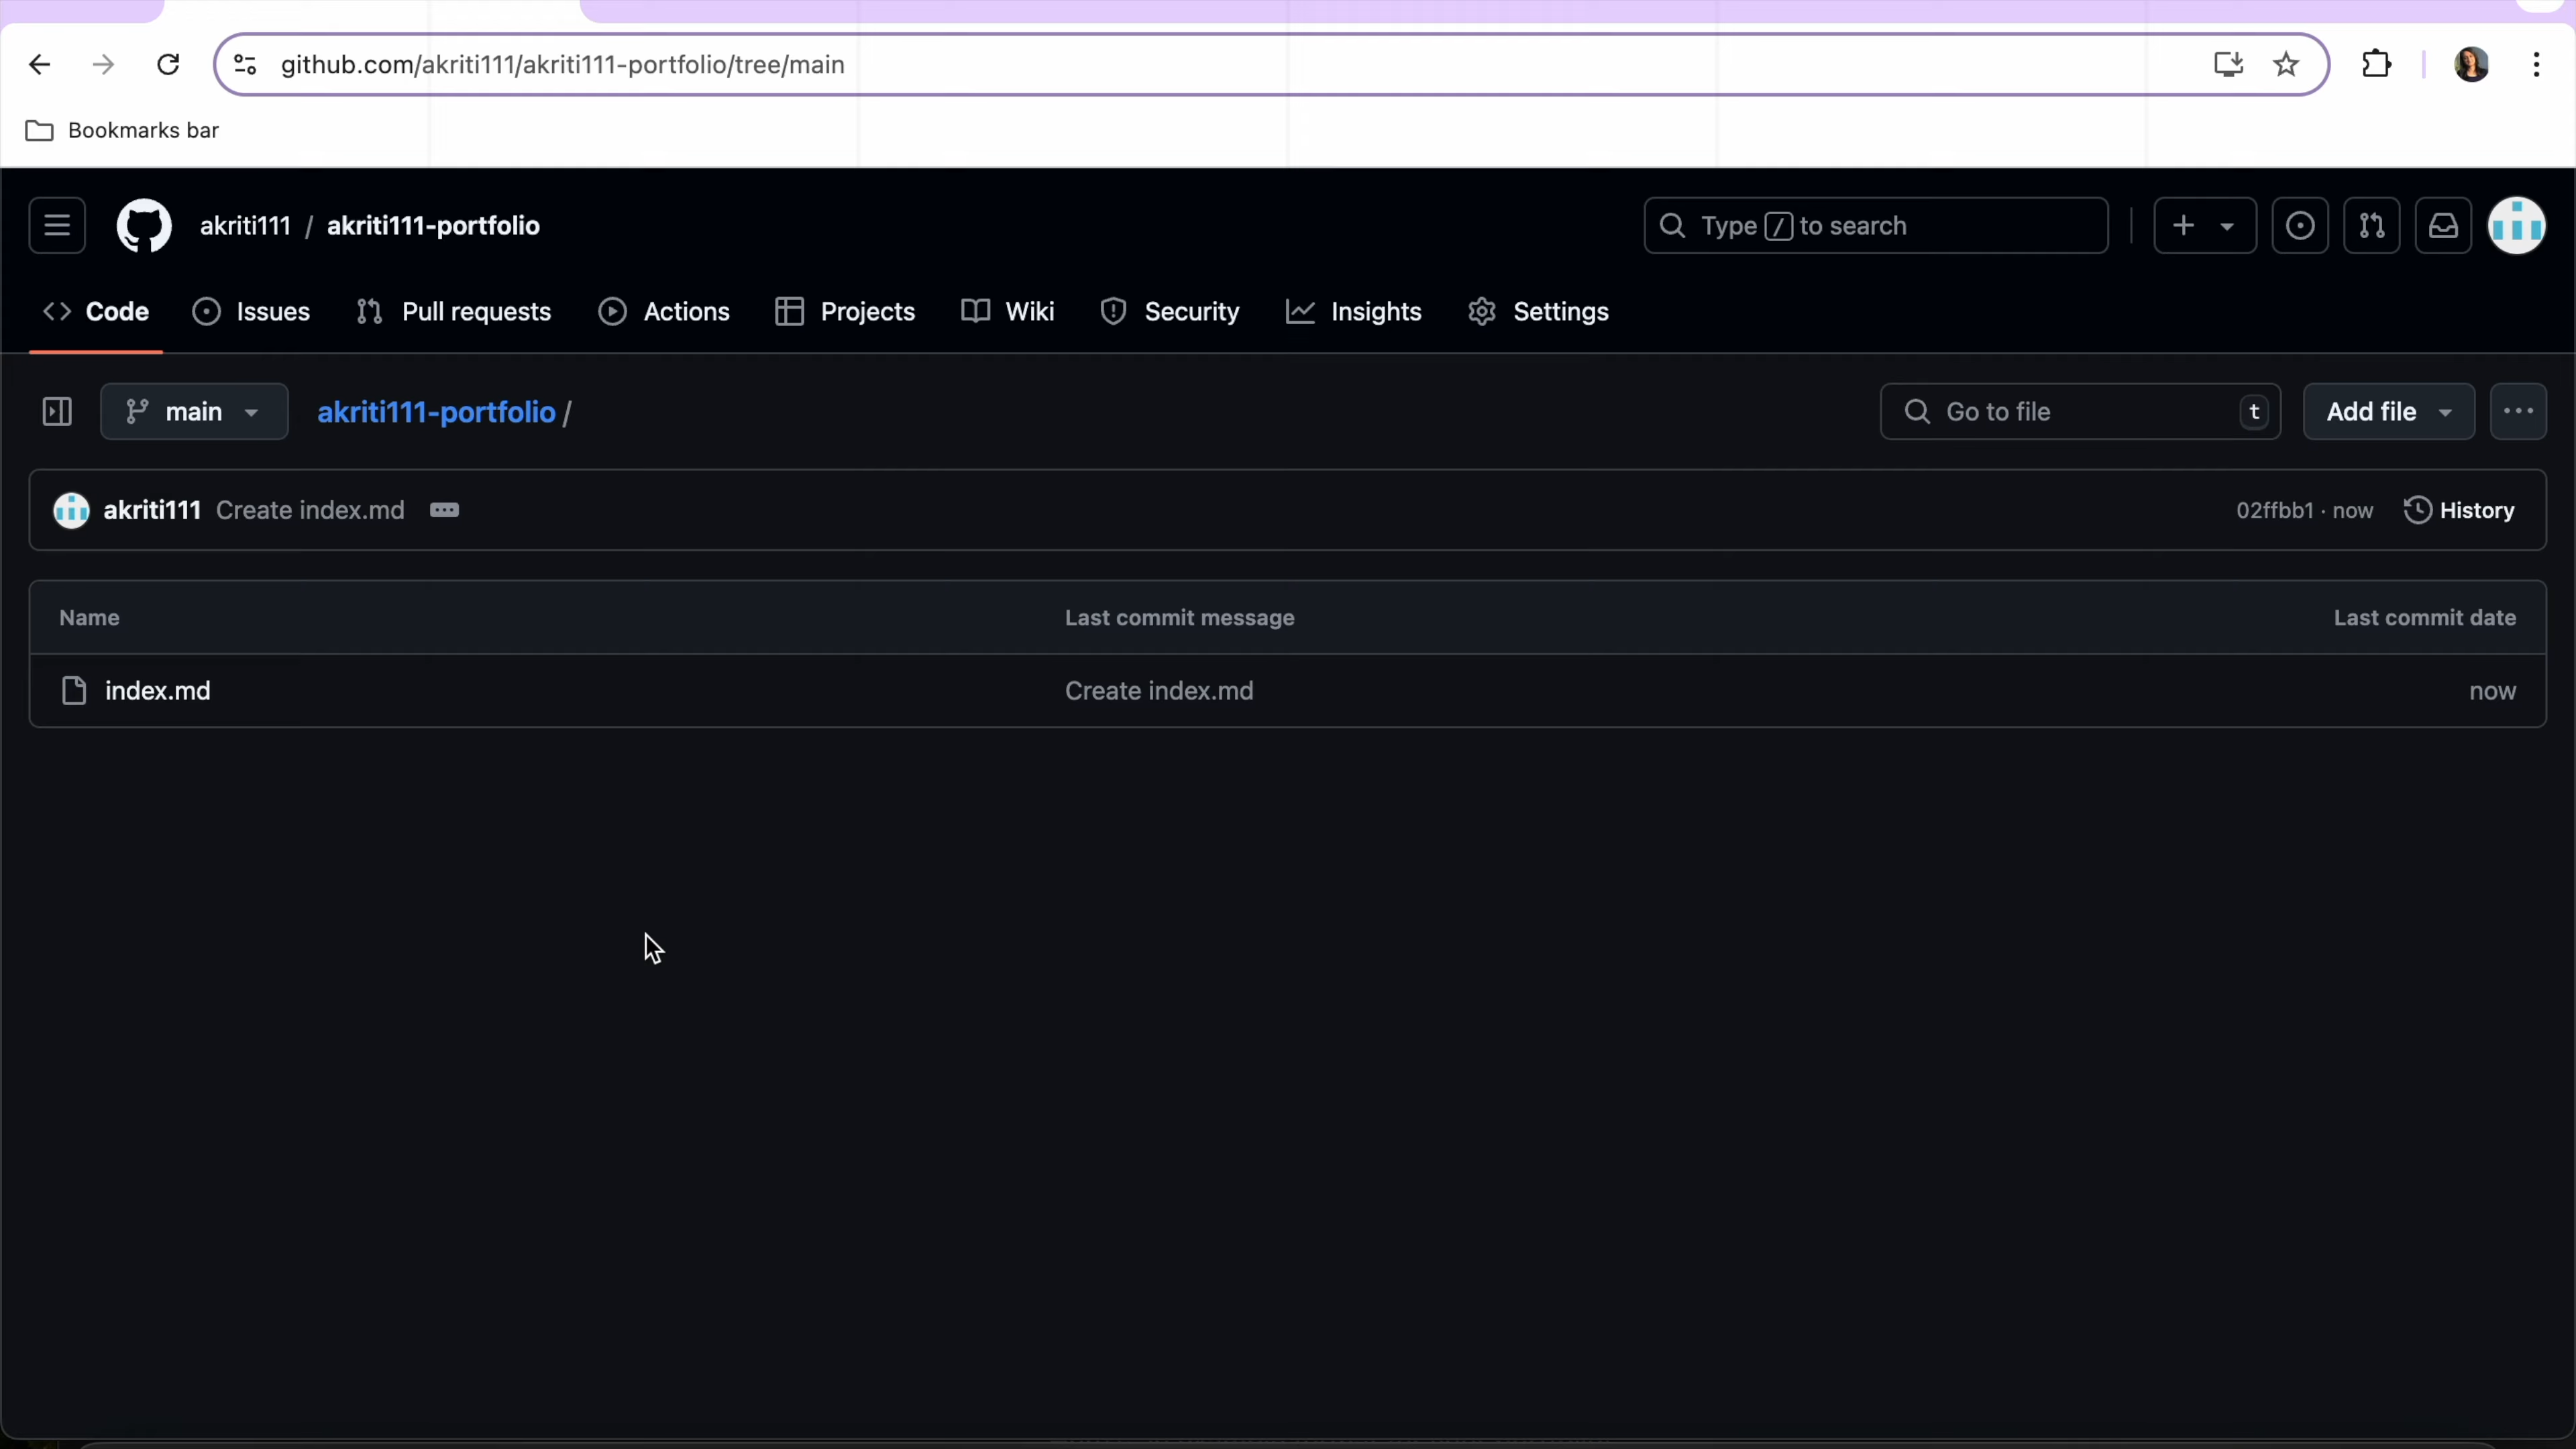 github.com/akriti111/akriti111-portfolio/tree/main
Bookmarks bar
akriti111 / akriti111-portfolio
Type / to search
Code Issues Pull requests Actions Projects Wiki Security Insights Settings
main akriti111-portfolio /
Go to file t
Add file
akriti111 Create index.md
02ffbb1 · now History
Name Last commit message Last commit date
index.md Create index.md now